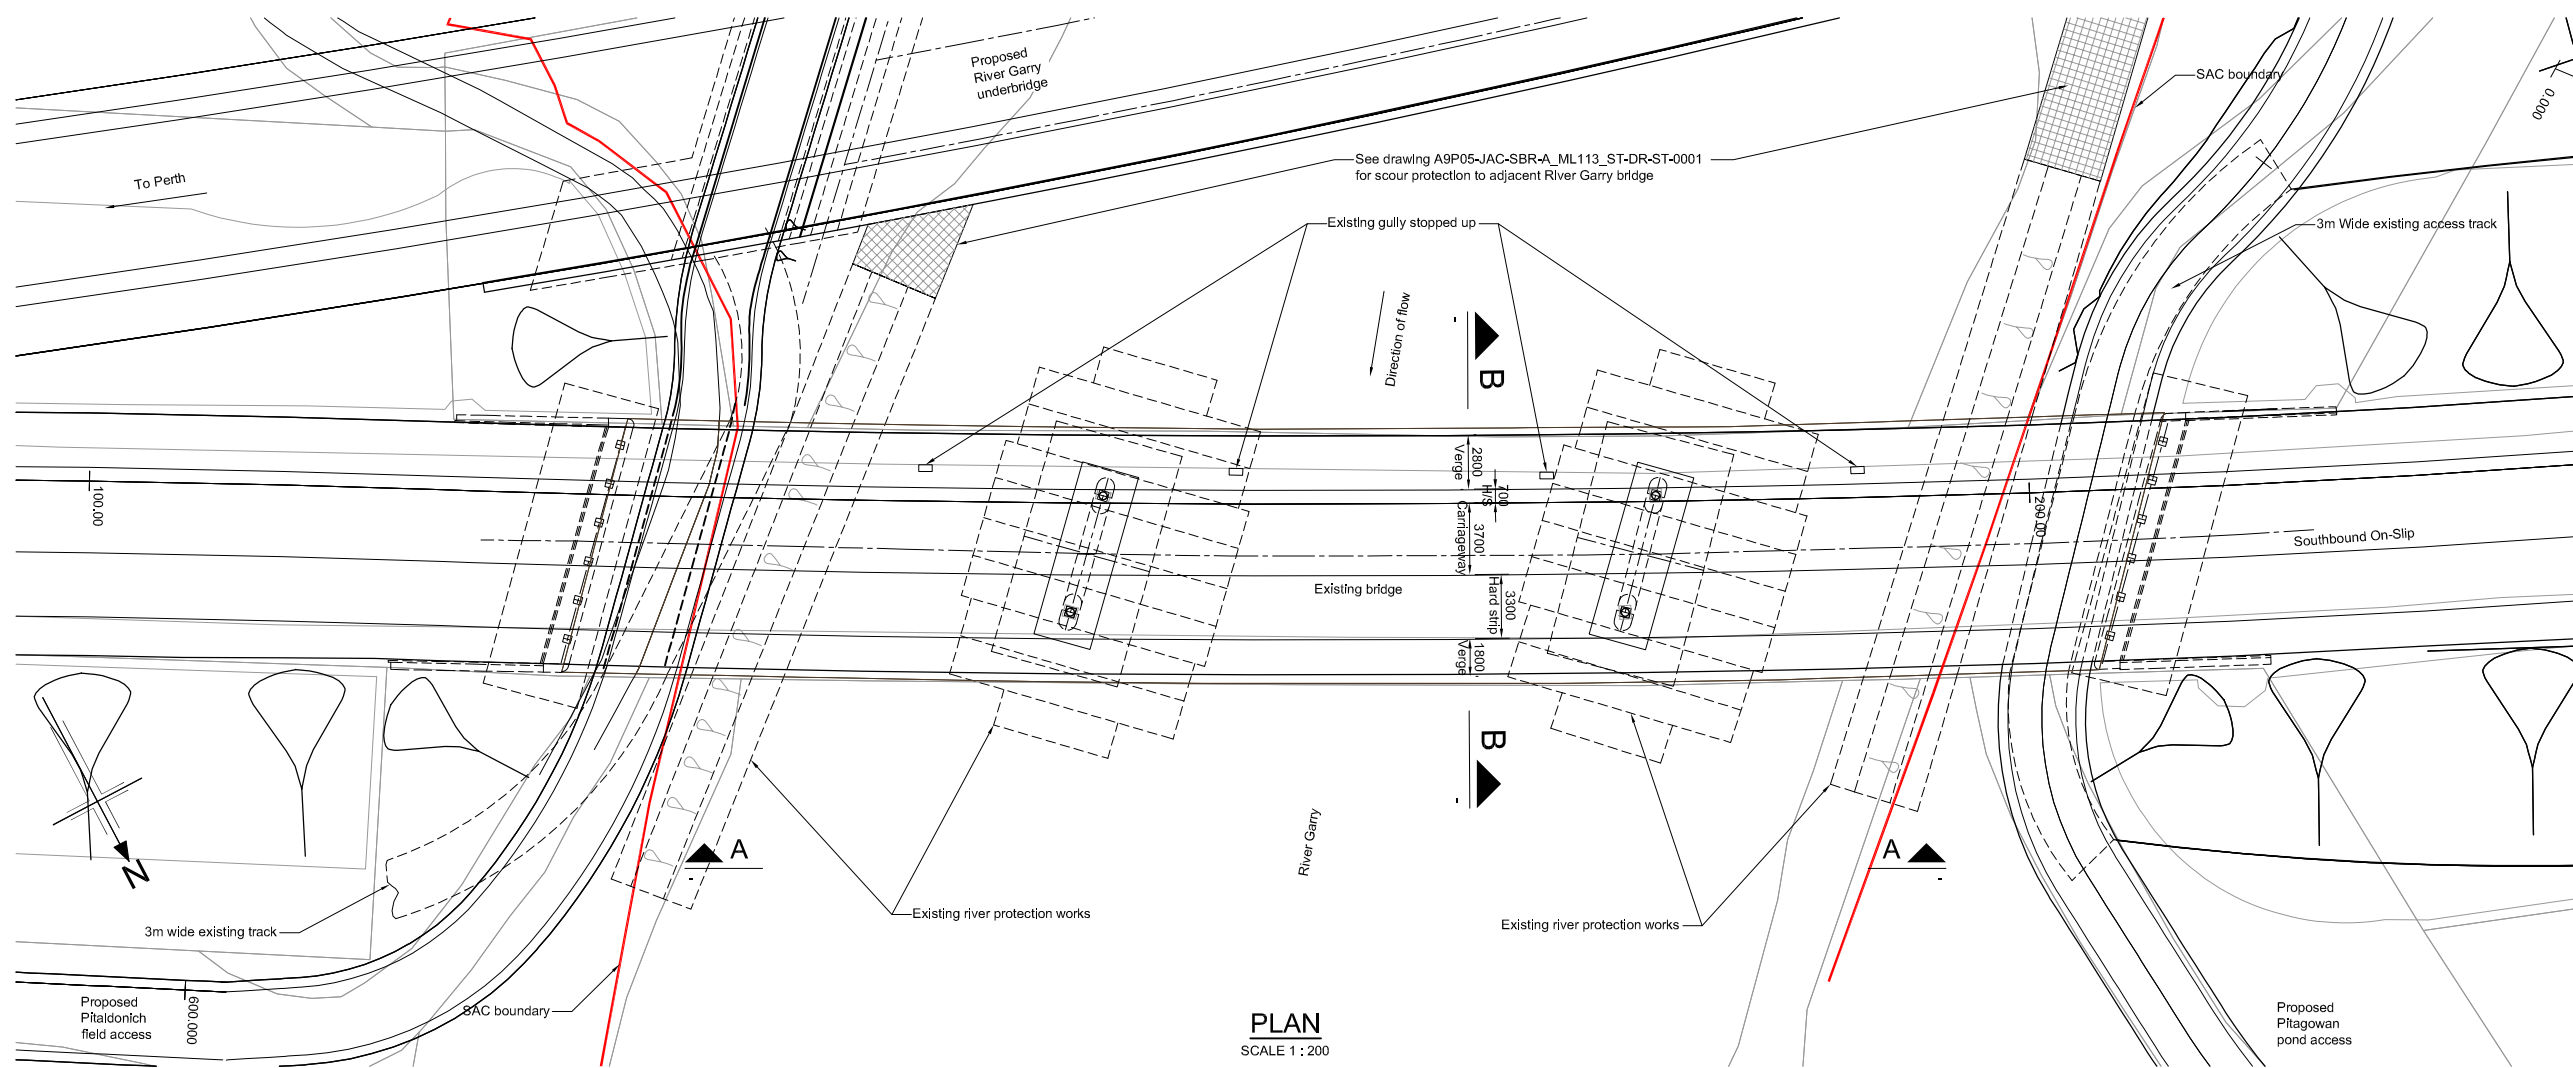 Proposed
River Garry
underbridge
SAC boundary
0.000
To Perth
See drawing A9P05-JAC-SBR-A_ML113_ST-DR-ST-0001
for scour protection to adjacent River Garry bridge
Existing gully stopped up
3m Wide existing access track
Direction of flow
B
2800
Verge
700
H/S
3700
Carriageway
3300
Hard strip
1800
Verge
100.00
200.00
Southbound On-Slip
Existing bridge
B
River Garry
A
A
N
Existing river protection works
Existing river protection works
3m wide existing track
SAC boundary
Proposed
Pitaldonich
field access
600.000
PLAN
SCALE 1 : 200
Proposed
Pitagowan
pond access